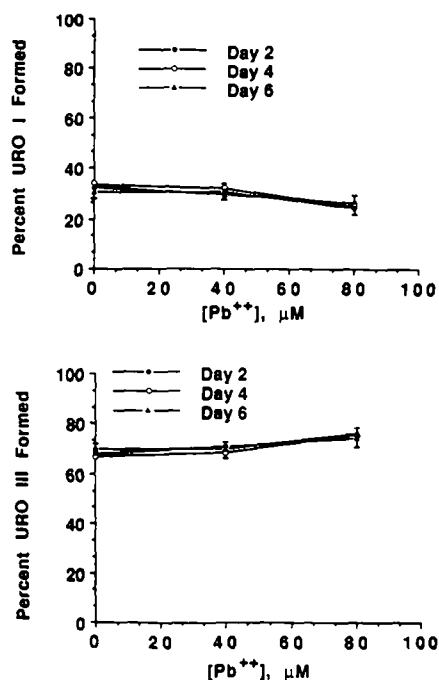 Percent URO I Formed
100
80
60
40
20
0
Day 2
Day 4
Day 6
0 20 40 60 80 100
[Pb++], µM
Percent URO III Formed
100
80
60
40
20
0
Day 2
Day 4
Day 6
0 20 40 60 80 100
[Pb++], µM